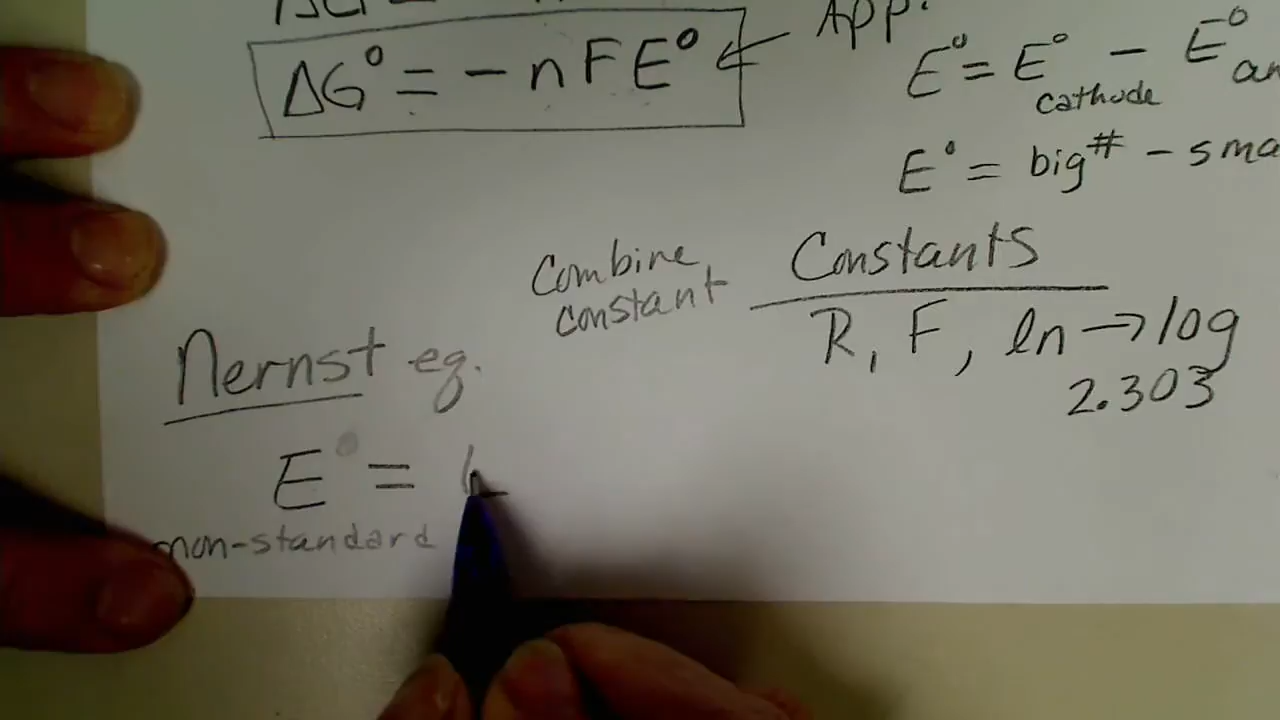 ΔG° = - nFE° ← App.
E° = E°cathode - E°an
E° = big# - sma
Combine constant
Constants
R, F, ln → log
2.303
Nernst eq.
E =
non-standard